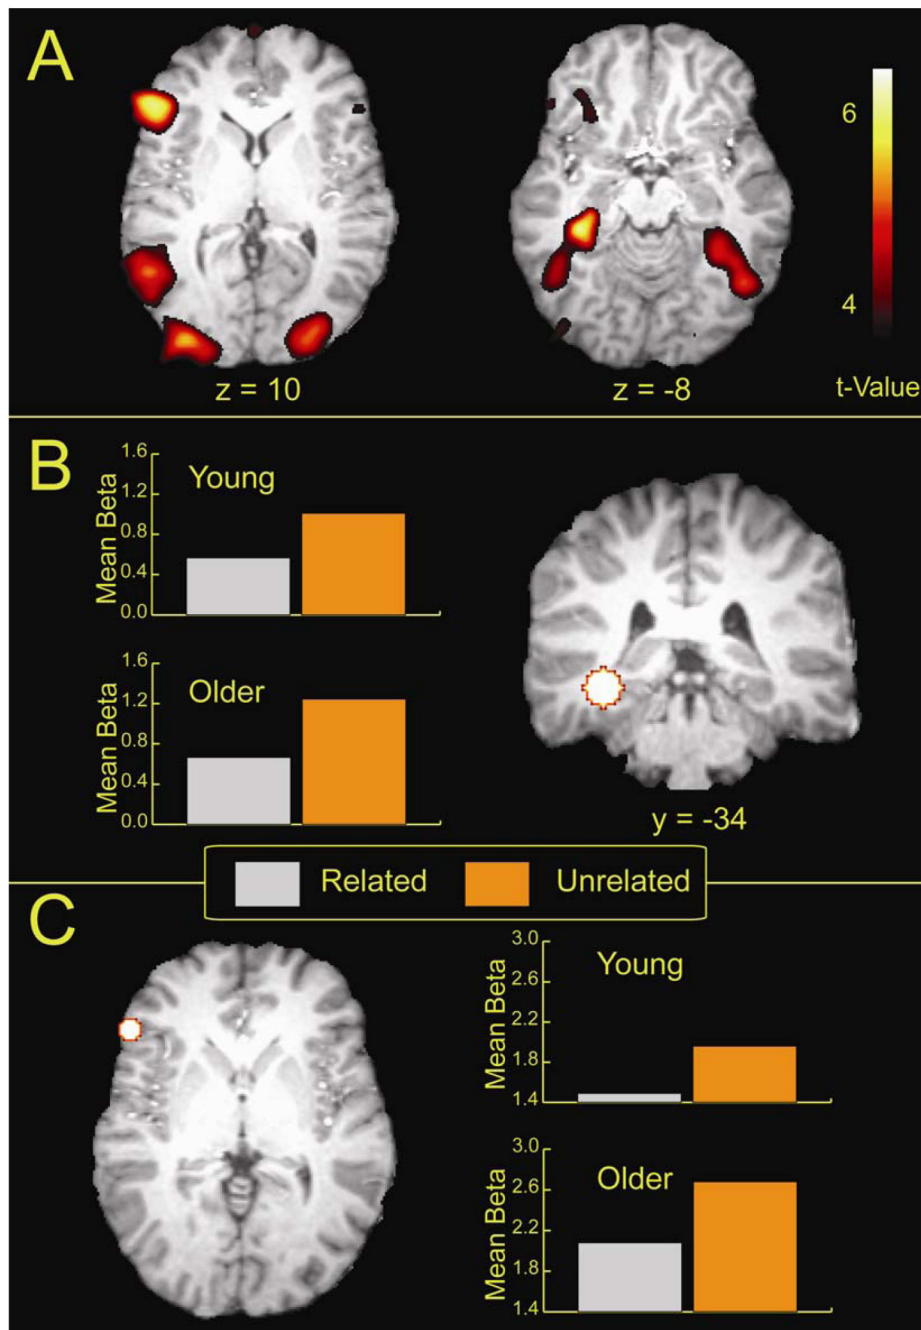 A
6
4
z = 10
z = -8
t-Value
B
Mean Beta
1.6
1.2
0.8
0.4
0.0
Young
Mean Beta
1.6
1.2
0.8
0.4
0.0
Older
y = -34
Related
Unrelated
C
Mean Beta
3.0
2.6
2.2
1.8
1.4
Young
Mean Beta
3.0
2.6
2.2
1.8
1.4
Older